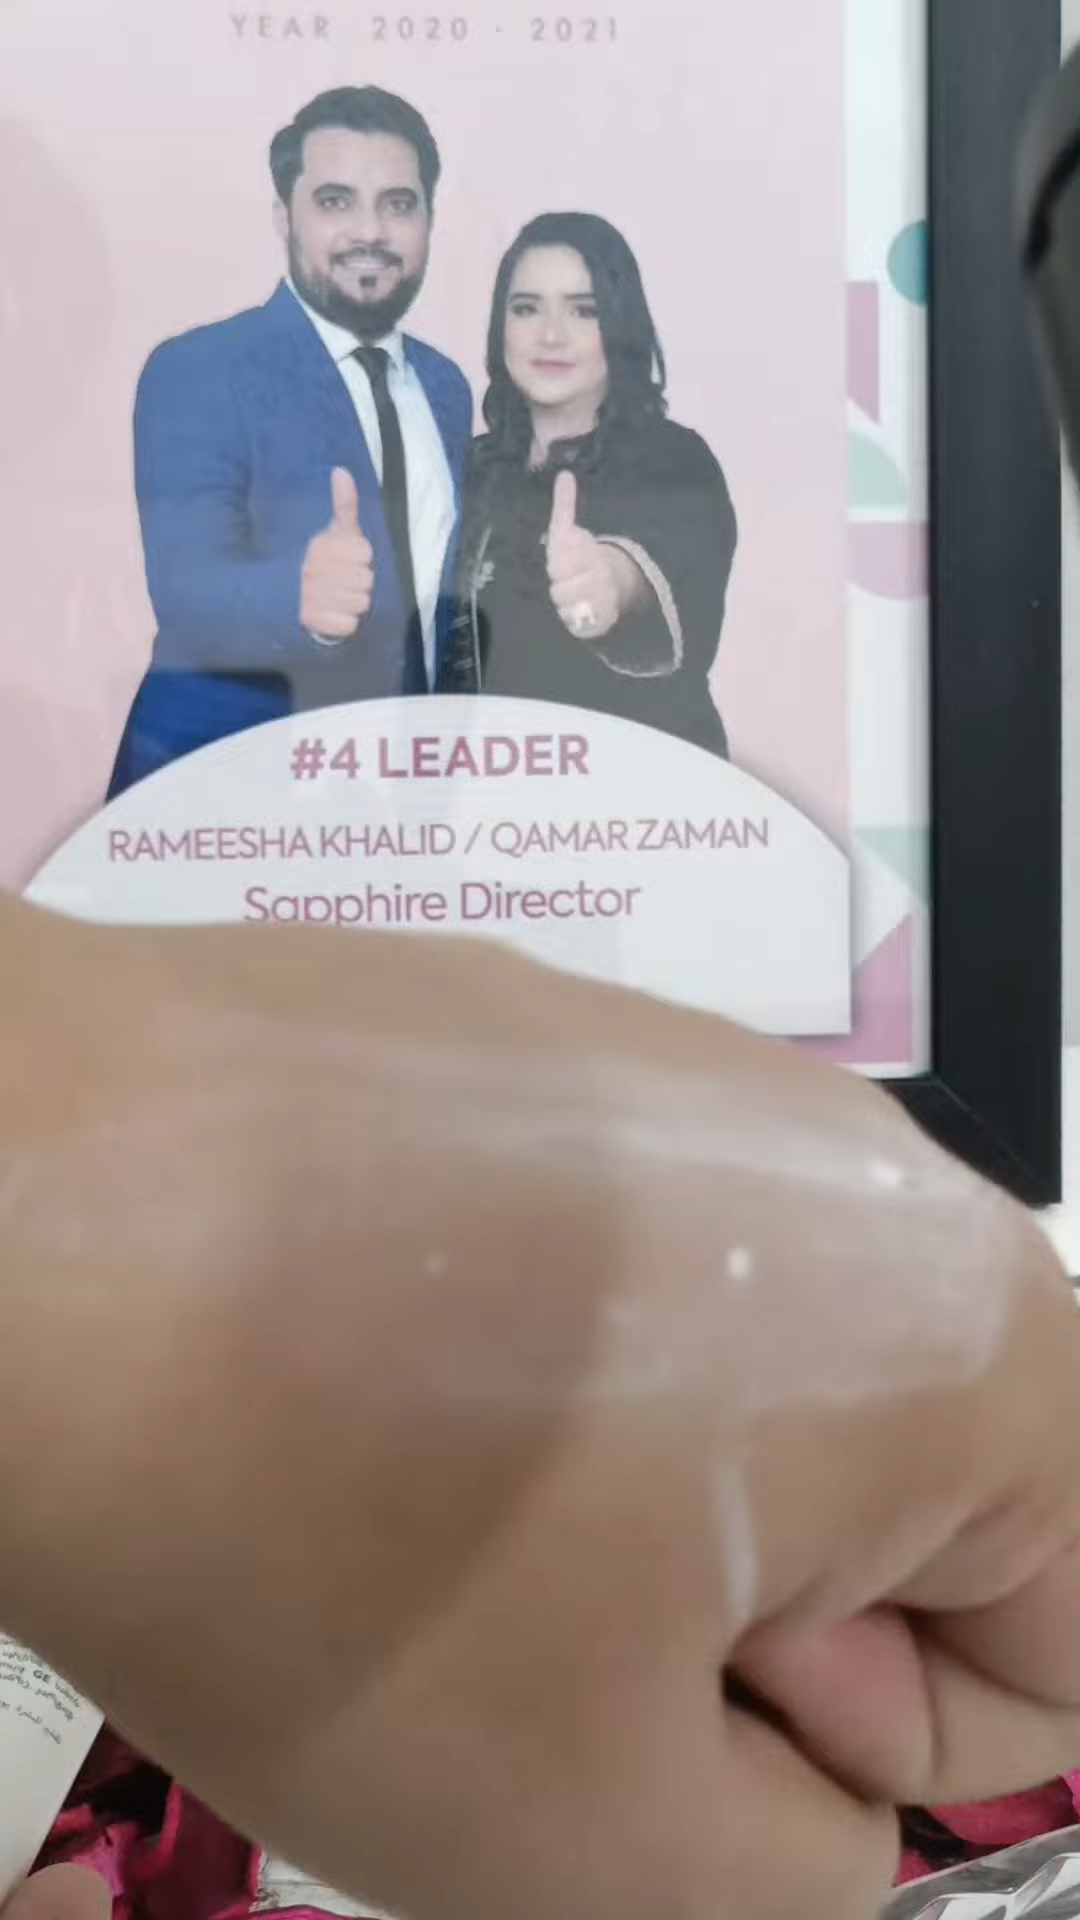 YEAR 2020 - 2021
#4 LEADER
RAMEESHA KHALID / QAMAR ZAMAN
Sapphire Director